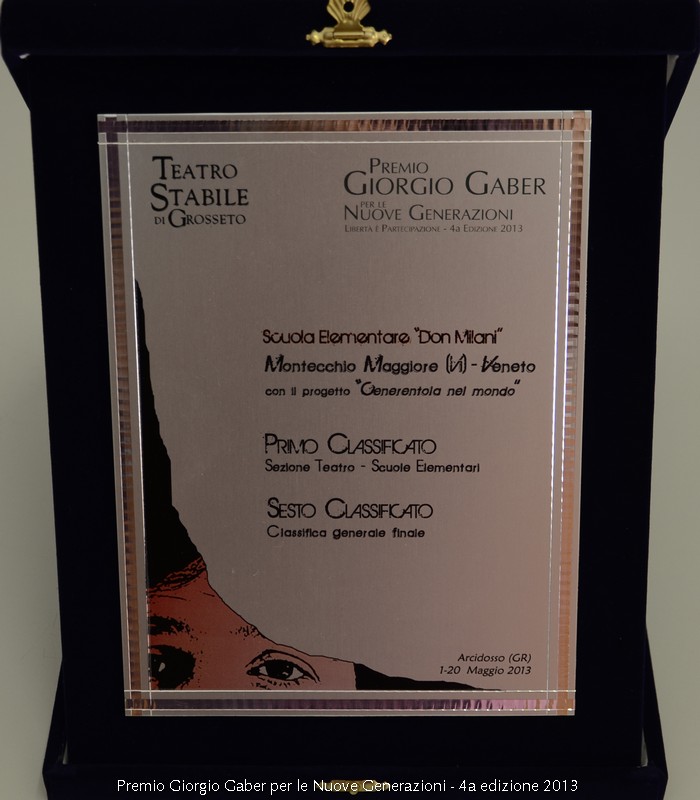 TEATRO
STABILE
DI GROSSETO
PREMIO
GIORGIO GABER
PER LE
NUOVE GENERAZIONI
LIBERTÀ È PARTECIPAZIONE - 4a EDIZIONE 2013
Scuola Elementare "Don Milani"
Montecchio Maggiore (Vi) - Veneto
con il progetto "Cenerentola nel mondo"
PRIMO CLASSIFICATO
Sezione Teatro - Scuole Elementari
SESTO CLASSIFICATO
Classifica generale finale
Arcidosso (GR)
1-20 Maggio 2013
Premio Giorgio Gaber per le Nuove Generazioni - 4a edizione 2013